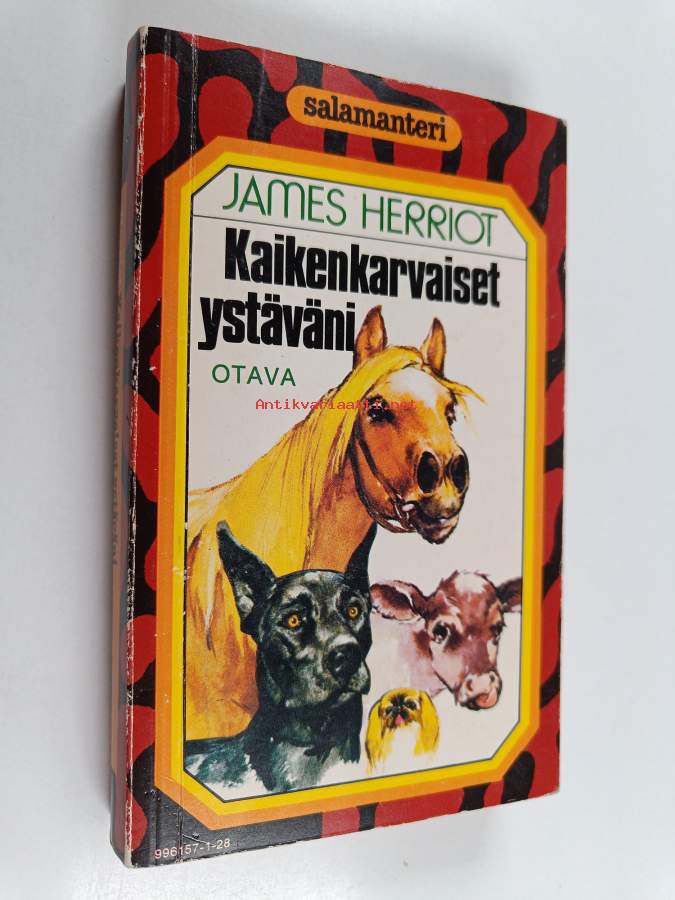 salamanteri
JAMES HERRIOT
Kaikenkarvaiset
ystäväni
OTAVA
Antikvariaatti.net
996157-1-28